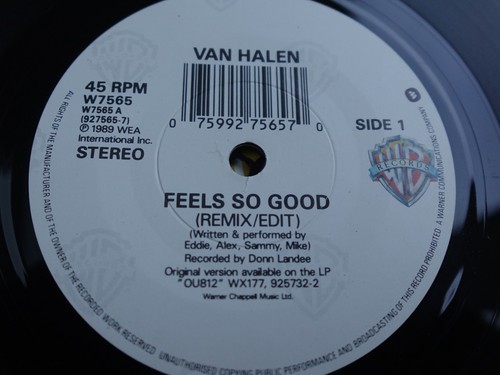 VAN HALEN
45 RPM
W7565
W7565 A
(927565-7)
℗ 1989 WEA
International Inc.
STEREO
0 75992 75657 0
SIDE 1
WB
RECORDS
FEELS SO GOOD
(REMIX/EDIT)
(Written & performed by
Eddie, Alex, Sammy, Mike)
Recorded by Donn Landee
Original version available on the LP
"OU812" WX177, 925732-2
Warner Chappell Music Ltd.
ALL RIGHTS OF THE MANUFACTURER AND OF THE OWNER OF THE RECORDED WORK RESERVED. UNAUTHORISED COPYING PUBLIC PERFORMANCE AND BROADCASTING OF THIS RECORD PROHIBITED. A WARNER COMMUNICATIONS COMPANY.